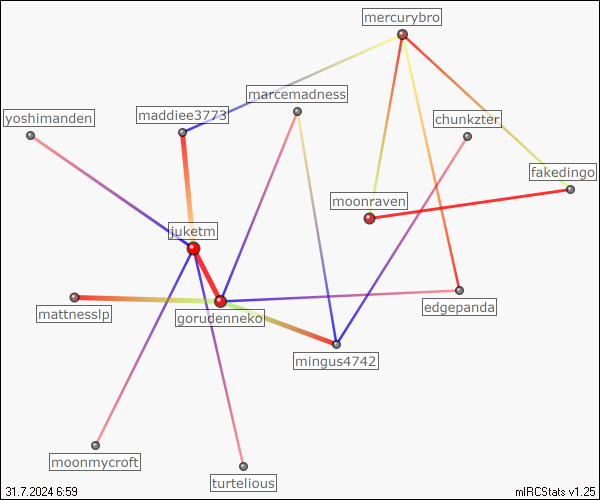 mercurybro
marcemadness
yoshimanden
maddiee3773
chunkzter
fakedingo
moonraven
juketm
edgepanda
mattnesslp
gorudenneko
mingus4742
moonmycroft
turtelious
31.7.2024 6:59
mIRCStats v1.25